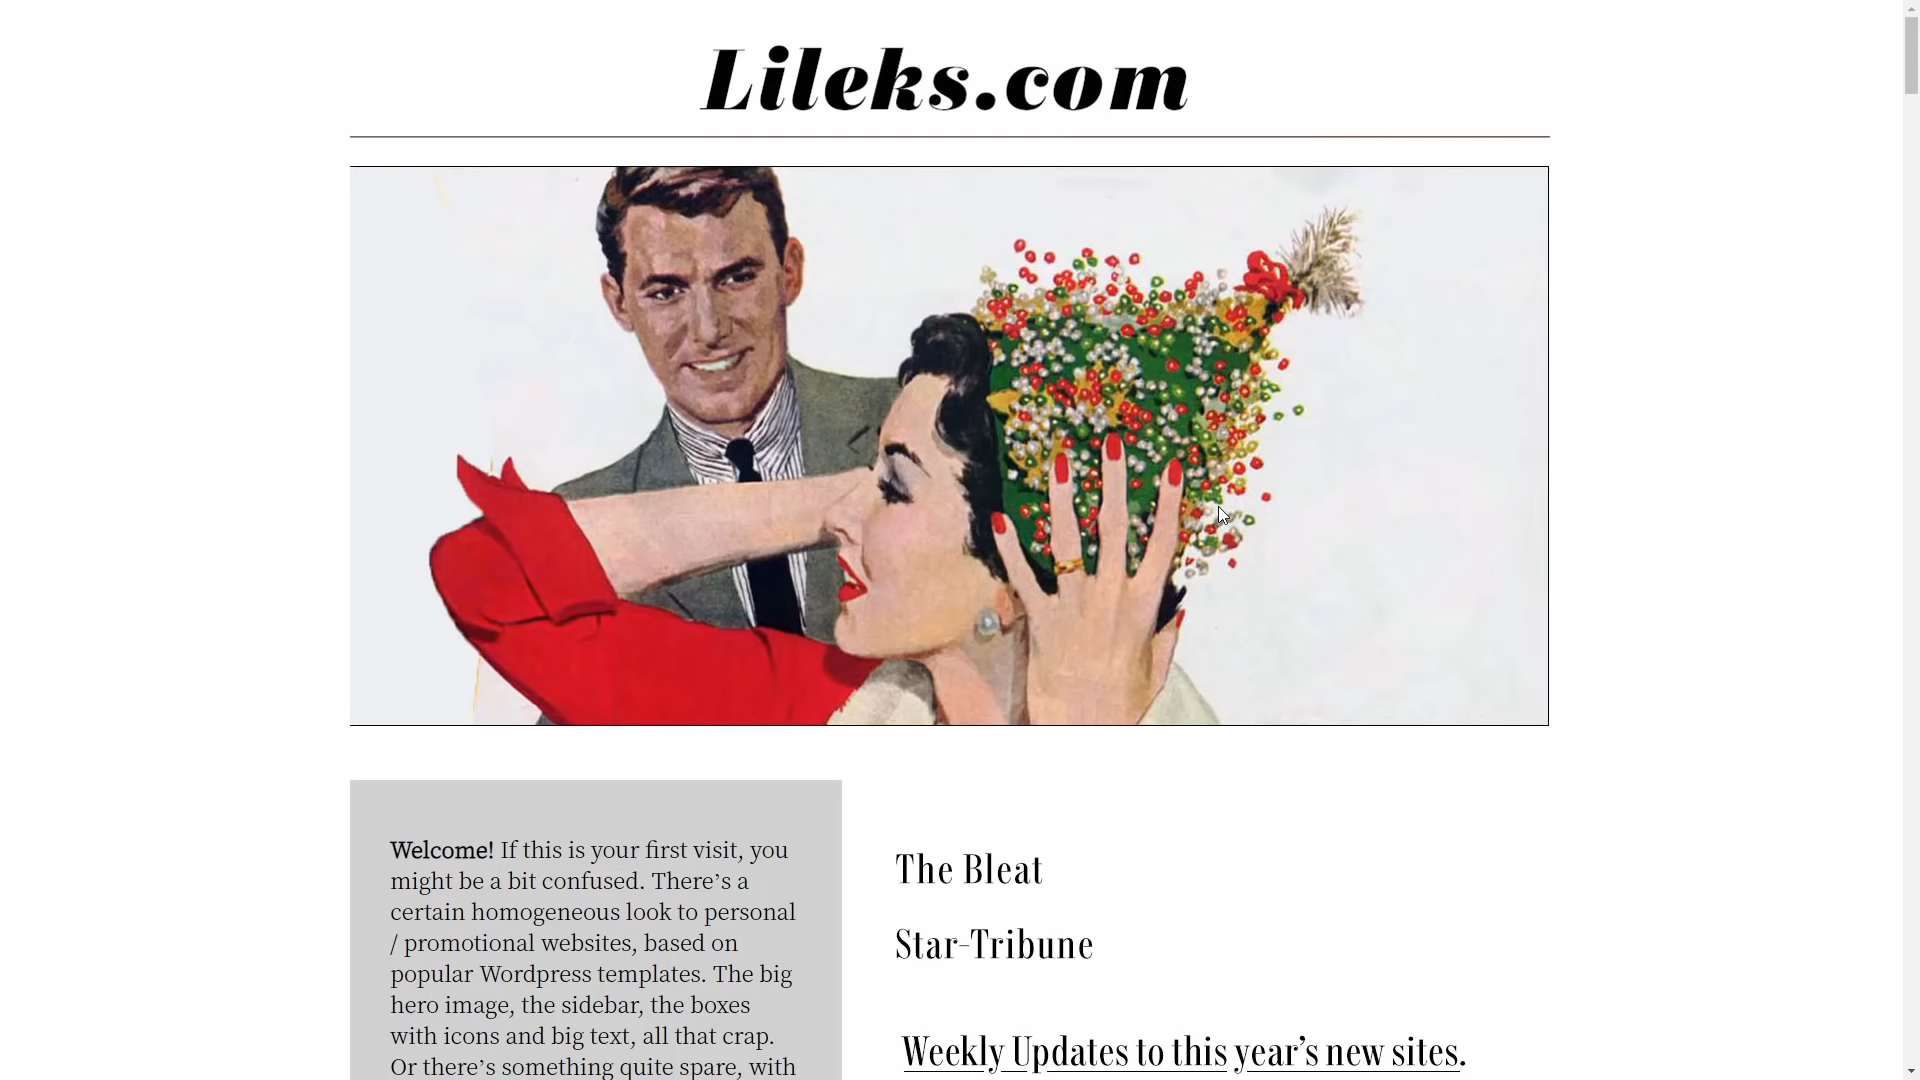 Lileks.com
Welcome! If this is your first visit, you
might be a bit confused. There’s a
certain homogeneous look to personal
/ promotional websites, based on
popular Wordpress templates. The big
hero image, the sidebar, the boxes
with icons and big text, all that crap.
Or there’s something quite spare, with
The Bleat
Star-Tribune
Weekly Updates to this year’s new sites.